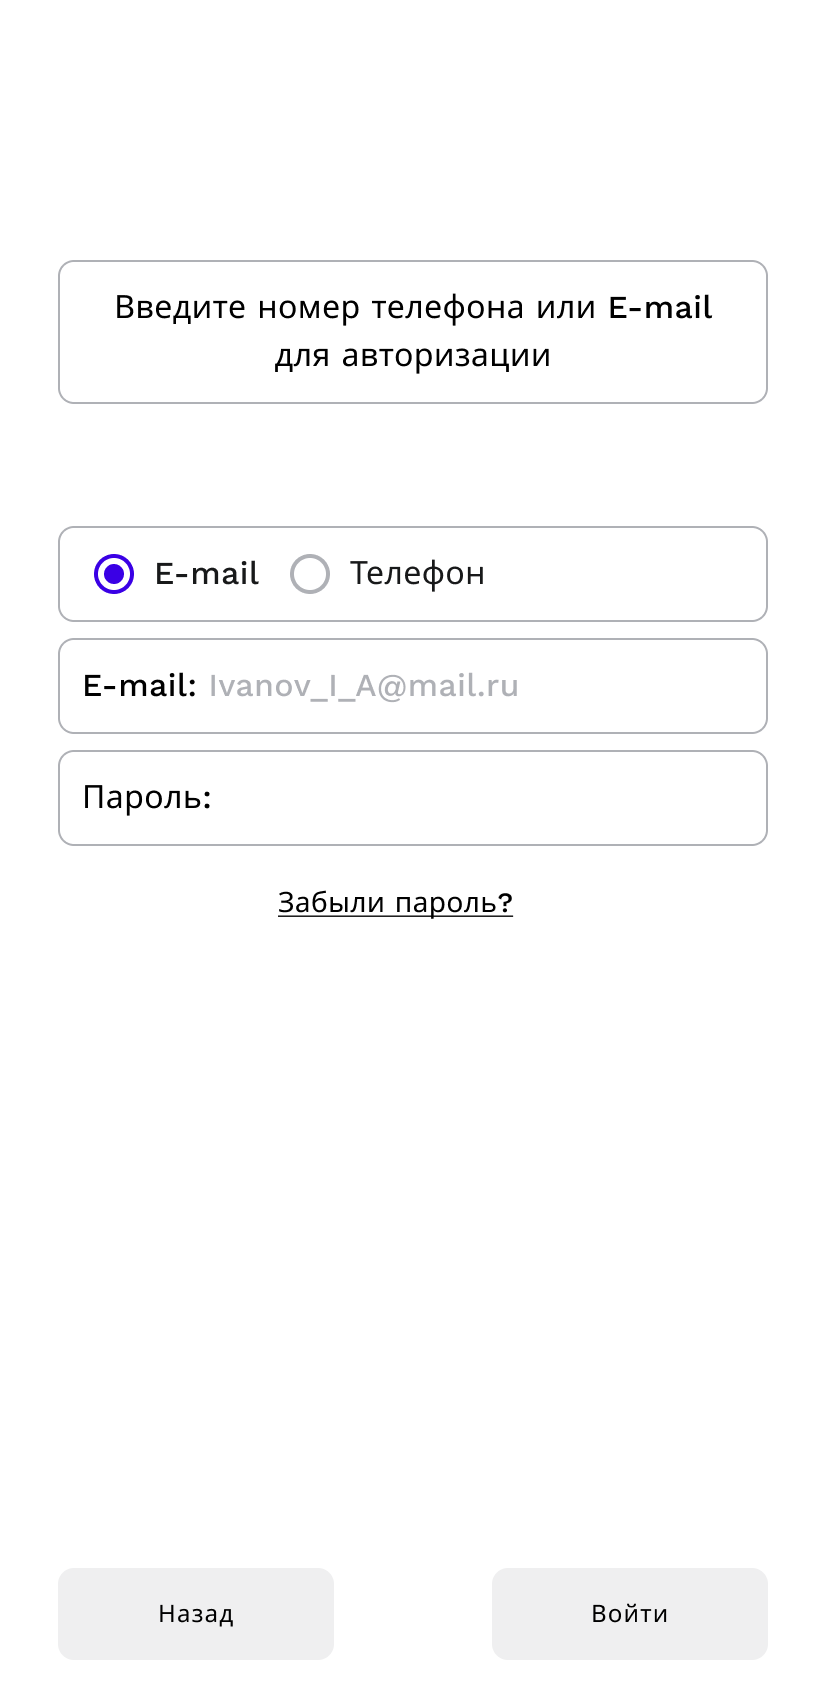 Введите номер телефона или E-mail
для авторизации
E-mail Телефон
E-mail: Ivanov_I_A@mail.ru
Пароль:
Забыли пароль?
Назад Войти